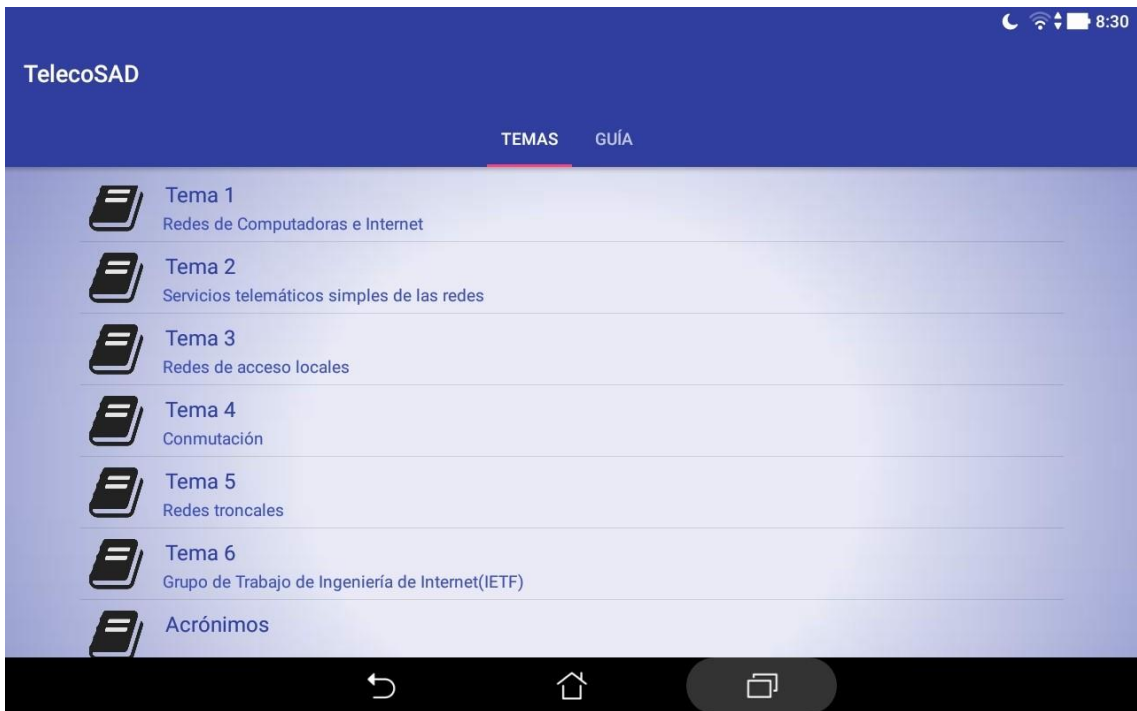 8:30
TelecoSAD
TEMAS GUÍA
Tema 1
Redes de Computadoras e Internet
Tema 2
Servicios telemáticos simples de las redes
Tema 3
Redes de acceso locales
Tema 4
Conmutación
Tema 5
Redes troncales
Tema 6
Grupo de Trabajo de Ingeniería de Internet(IETF)
Acrónimos